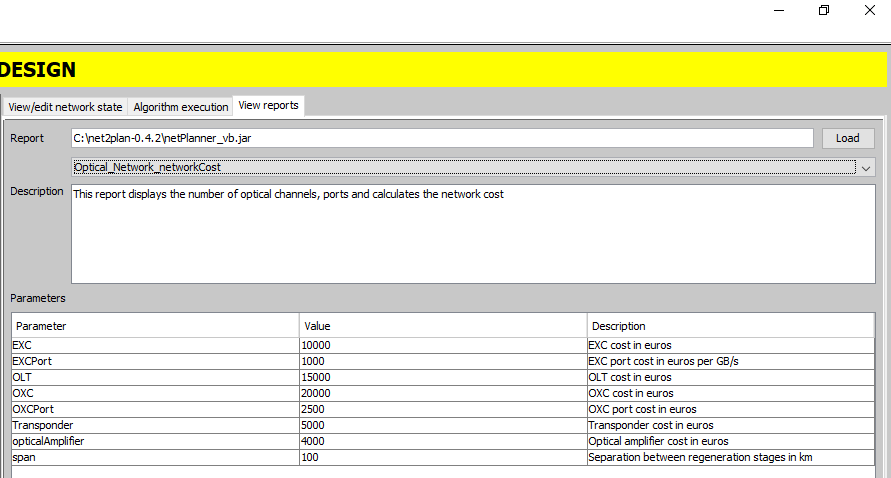 DESIGN
View/edit network state Algorithm execution View reports
Report C:\net2plan-0.4.2\netPlanner_vb.jar Load
Optical_Network_networkCost
Description This report displays the number of optical channels, ports and calculates the network cost
Parameters
Parameter Value Description
EXC 10000 EXC cost in euros
EXCPort 1000 EXC port cost in euros per GB/s
OLT 15000 OLT cost in euros
OXC 20000 OXC cost in euros
OXCPort 2500 OXC port cost in euros
Transponder 5000 Transponder cost in euros
opticalAmplifier 4000 Optical amplifier cost in euros
span 100 Separation between regeneration stages in km